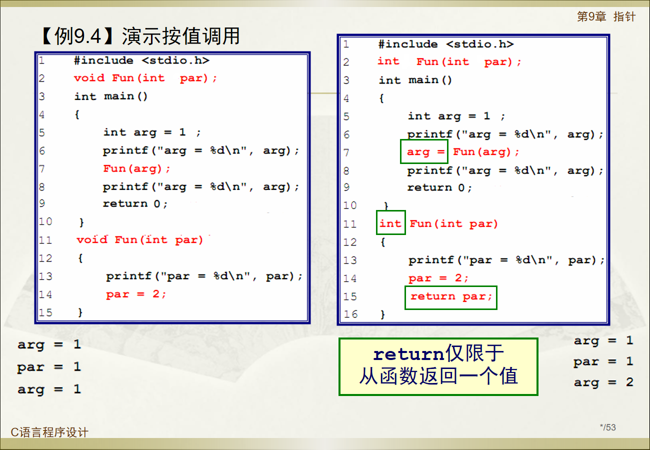 第9章 指针
【例9.4】演示按值调用
1 #include <stdio.h>
2 void Fun(int par);
3 int main()
4 {
5 int arg = 1 ;
6 printf("arg = %d\n", arg);
7 Fun(arg);
8 printf("arg = %d\n", arg);
9 return 0;
10 }
11 void Fun(int par)
12 {
13 printf("par = %d\n", par);
14 par = 2;
15 }
arg = 1
par = 1
arg = 1
1 #include <stdio.h>
2 int Fun(int par);
3 int main()
4 {
5 int arg = 1 ;
6 printf("arg = %d\n", arg);
7 arg = Fun(arg);
8 printf("arg = %d\n", arg);
9 return 0;
10 }
11 int Fun(int par)
12 {
13 printf("par = %d\n", par);
14 par = 2;
15 return par;
16 }
return仅限于
从函数返回一个值
arg = 1
par = 1
arg = 2
C语言程序设计
*/53